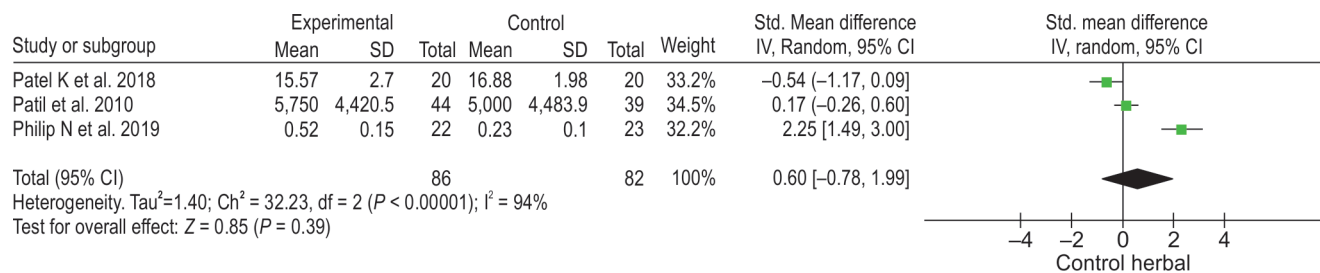 Experimental Control Std. Mean difference Std. mean difference
Study or subgroup Mean SD Total Mean SD Total Weight IV, Random, 95% CI IV, random, 95% CI
Patel K et al. 2018 15.57 2.7 20 16.88 1.98 20 33.2% –0.54 (–1.17, 0.09]
Patil et al. 2010 5,750 4,420.5 44 5,000 4,483.9 39 34.5% 0.17 (–0.26, 0.60]
Philip N et al. 2019 0.52 0.15 22 0.23 0.1 23 32.2% 2.25 [1.49, 3.00]
Total (95% CI) 86 82 100% 0.60 [–0.78, 1.99]
Heterogeneity. Tau²=1.40; Ch² = 32.23, df = 2 (P < 0.00001); I² = 94%
Test for overall effect: Z = 0.85 (P = 0.39)
–4 –2 0 2 4
Control herbal